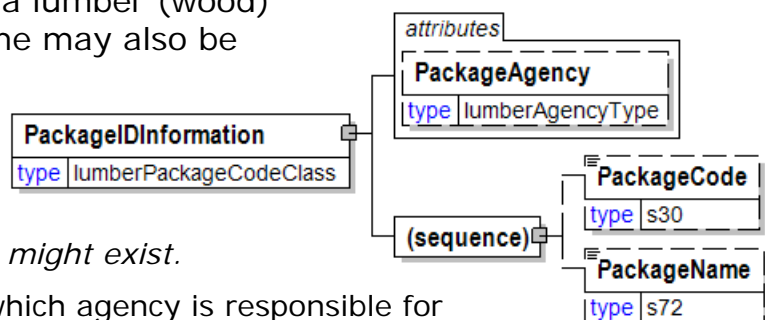 a lumber (wood)
ne may also be
might exist.
which agency is responsible for
PackageIDInformation
type lumberPackageCodeClass
attributes
PackageAgency
type lumberAgencyType
(sequence)
PackageCode
type s30
PackageName
type s72